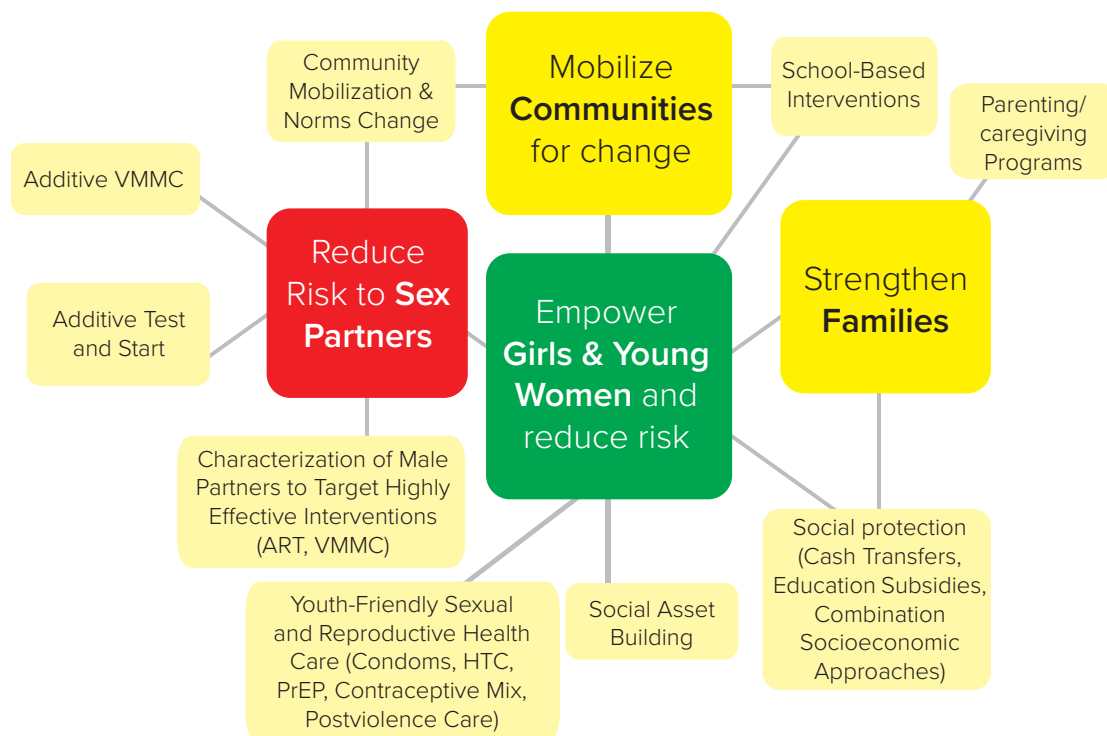 Community
Mobilization &
Norms Change
Mobilize
Communities
for change
School-Based
Interventions
Parenting/
caregiving
Programs
Additive VMMC
Reduce
Risk to Sex
Partners
Empower
Girls & Young
Women and
reduce risk
Strengthen
Families
Additive Test
and Start
Characterization of Male
Partners to Target Highly
Effective Interventions
(ART, VMMC)
Youth-Friendly Sexual
and Reproductive Health
Care (Condoms, HTC,
PrEP, Contraceptive Mix,
Postviolence Care)
Social Asset
Building
Social protection
(Cash Transfers,
Education Subsidies,
Combination
Socioeconomic
Approaches)